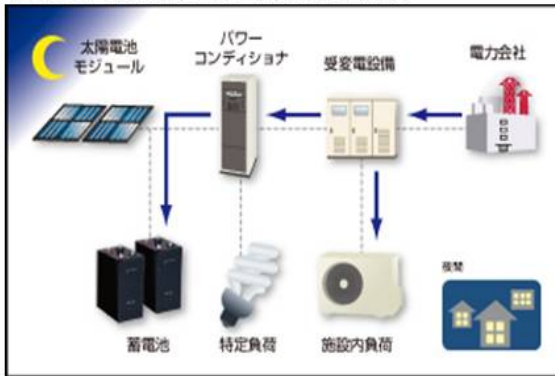 太陽電池
モジュール
パワー
コンディショナ
受変電設備
電力会社
蓄電池
特定負荷
施設内負荷
夜間